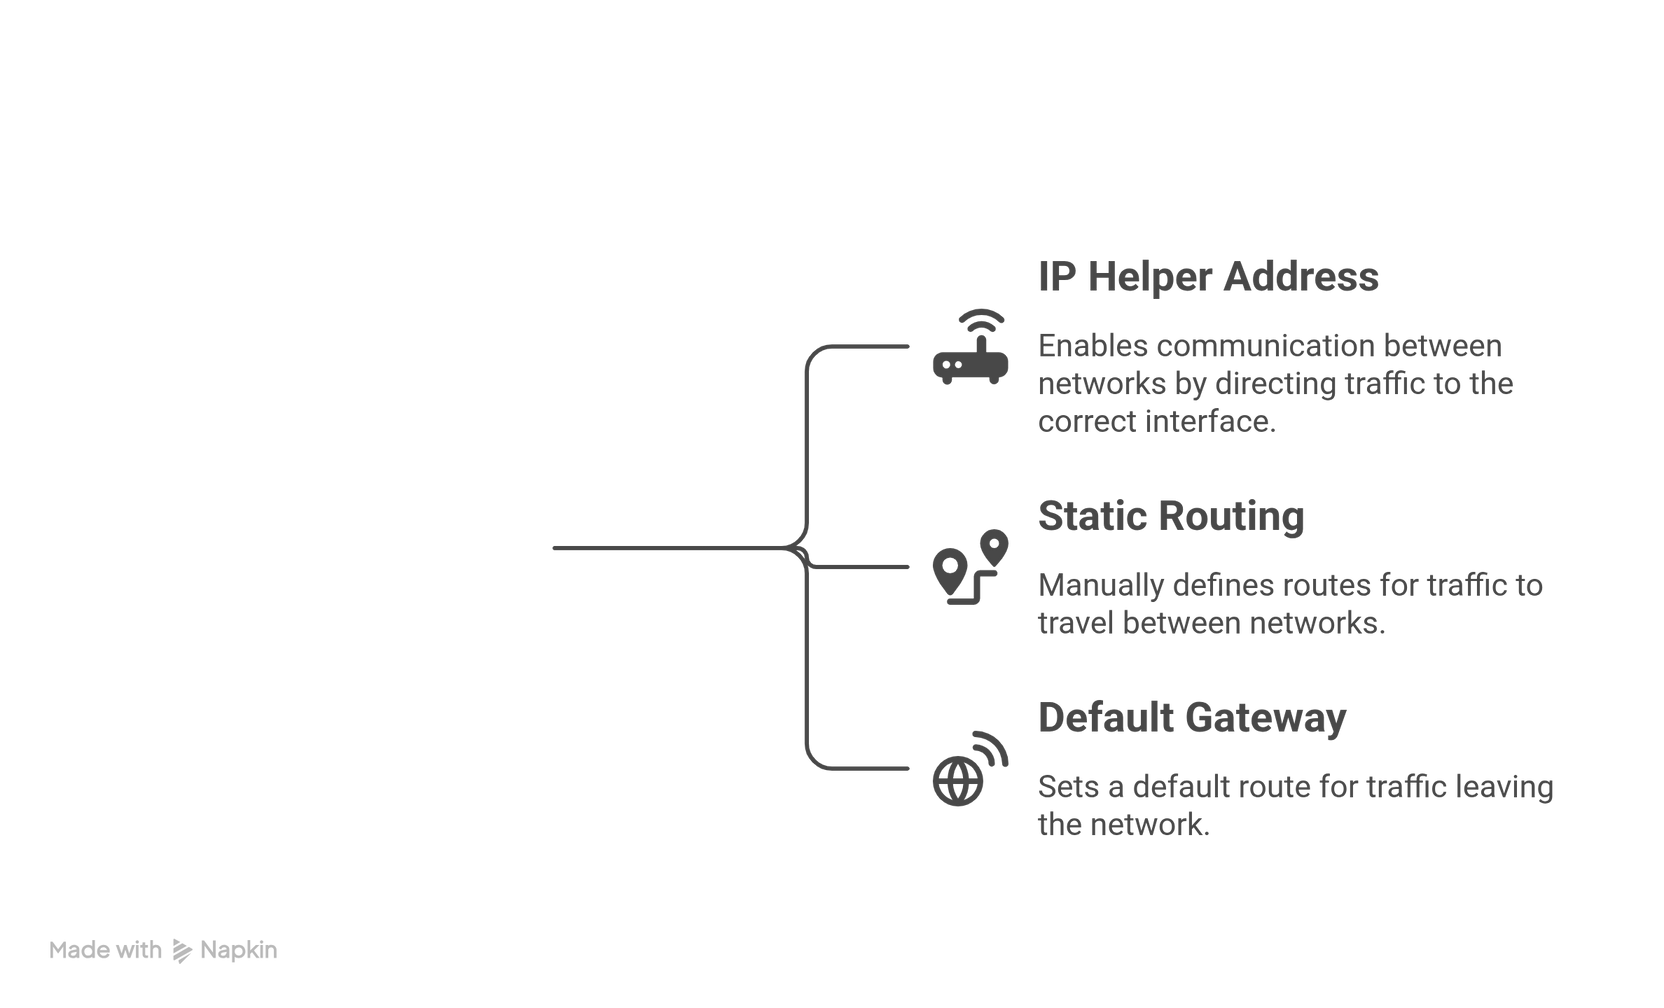 IP Helper Address
Enables communication between
networks by directing traffic to the
correct interface.
Static Routing
Manually defines routes for traffic to
travel between networks.
Default Gateway
Sets a default route for traffic leaving
the network.
Made with Napkin